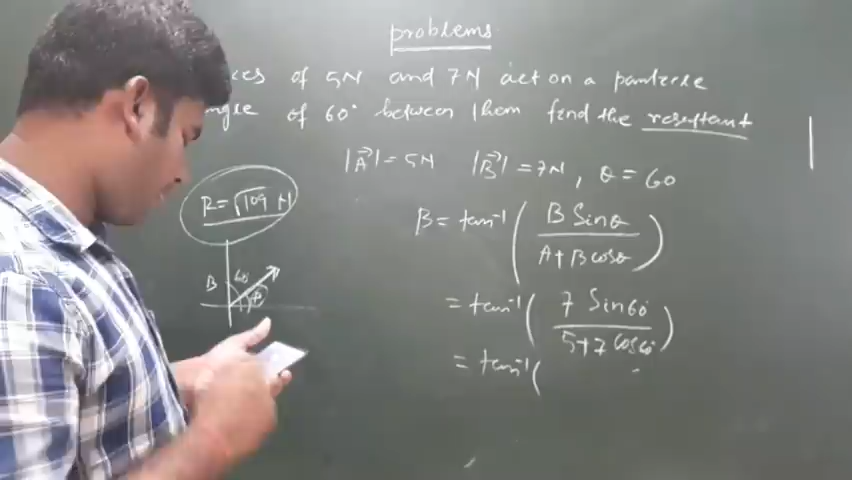 problems
ces of 5N and 7N act on a particle
ngle of 60° between them find the resultant
|A⃗| = 5N |B⃗| = 7N, θ = 60
R = √109 N
β = tan⁻¹ ( B Sinθ / A + B cosθ )
B 60
β
= tan⁻¹ ( 7 Sin60 / 5+7 cos60 )
= tan⁻¹ (